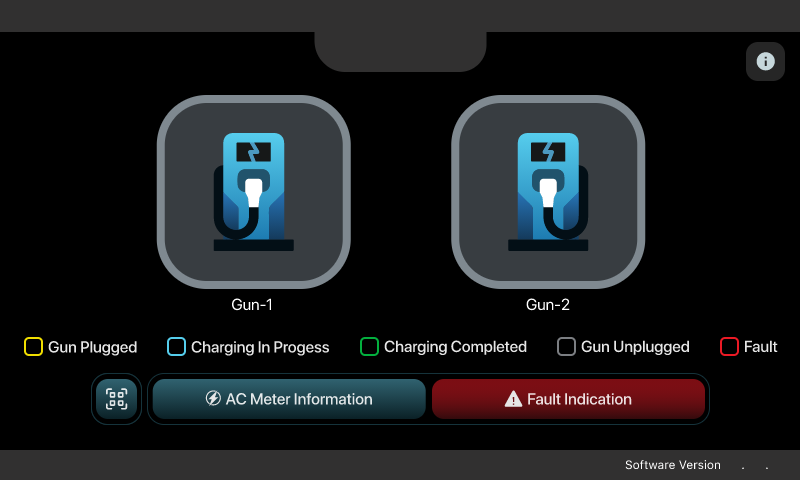 Gun-1
Gun-2
Gun Plugged
Charging In Progess
Charging Completed
Gun Unplugged
Fault
AC Meter Information
Fault Indication
Software Version . .